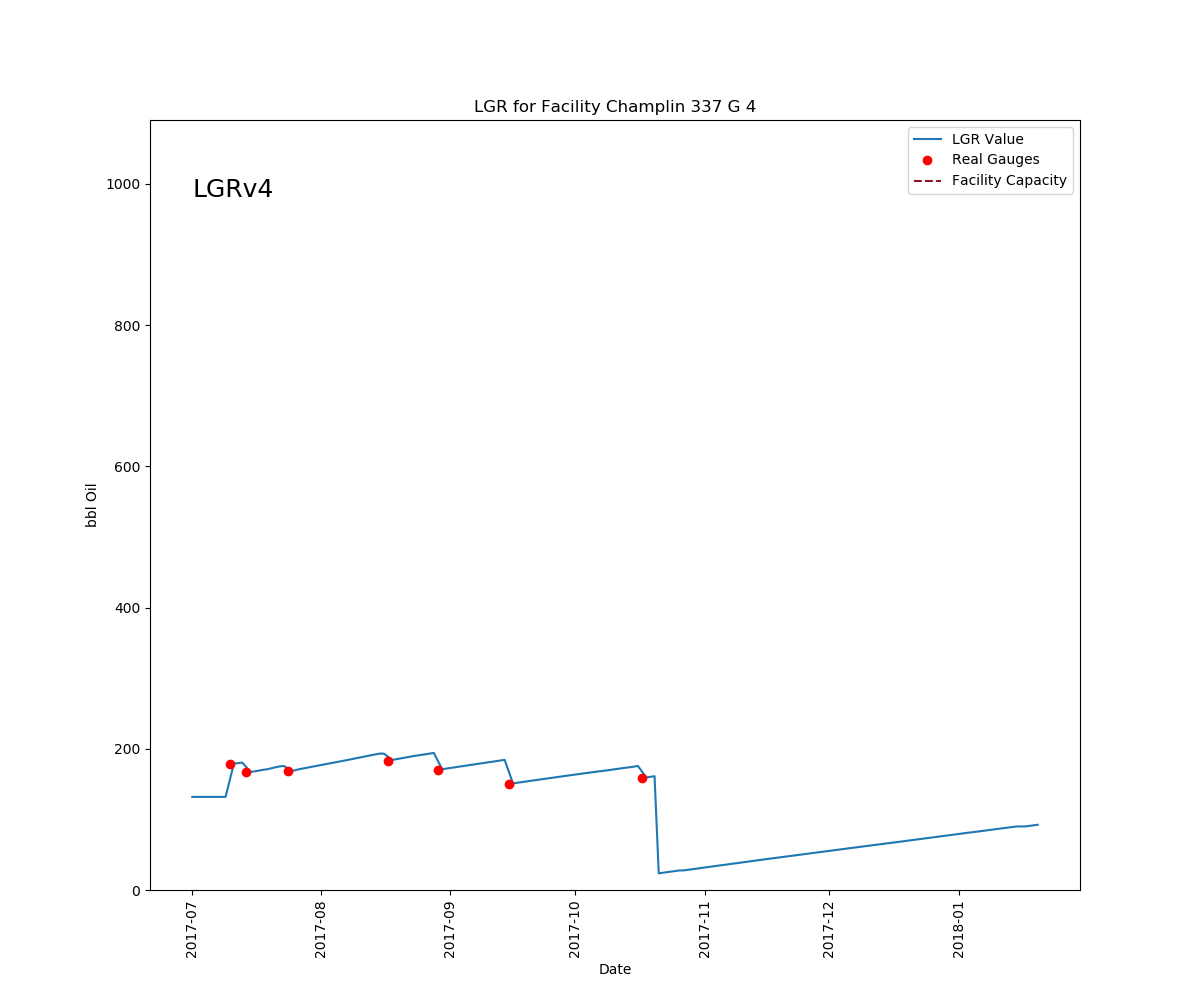 LGR for Facility Champlin 337 G 4
LGRv4
LGR Value
Real Gauges
Facility Capacity
bbl Oil
1000
800
600
400
200
0
2017-07
2017-08
2017-09
2017-10
2017-11
2017-12
2018-01
Date